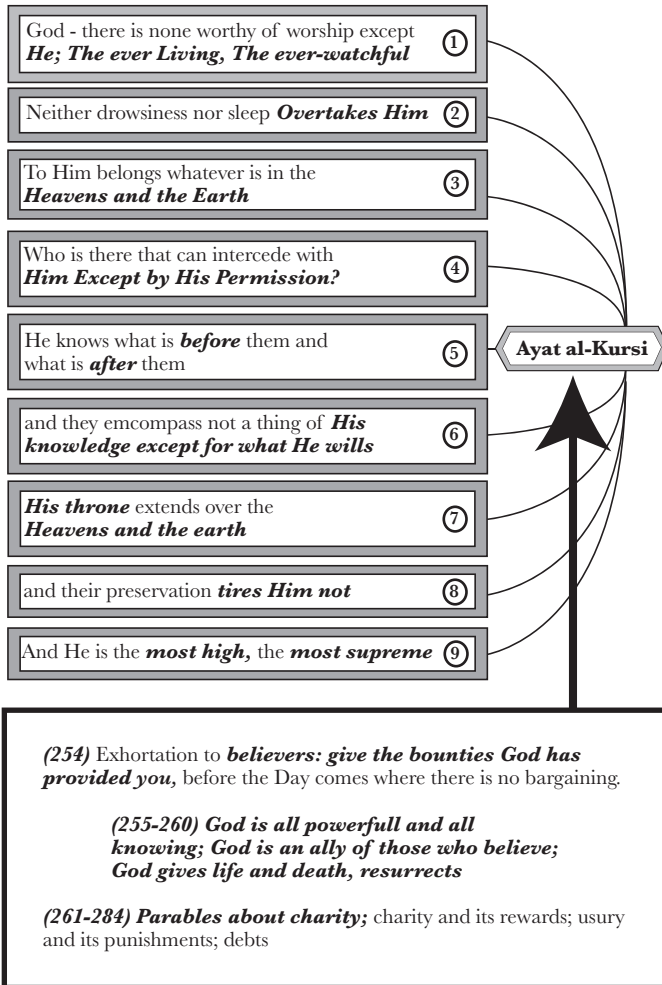 God - there is none worthy of worship except
He; The ever Living, The ever-watchful
1
Neither drowsiness nor sleep Overtakes Him
2
To Him belongs whatever is in the
Heavens and the Earth
3
Who is there that can intercede with
Him Except by His Permission?
4
He knows what is before them and
what is after them
5
Ayat al-Kursi
and they emcompass not a thing of His
knowledge except for what He wills
6
His throne extends over the
Heavens and the earth
7
and their preservation tires Him not
8
And He is the most high, the most supreme
9
(254) Exhortation to believers: give the bounties God has
provided you, before the Day comes where there is no bargaining.
(255-260) God is all powerfull and all
knowing; God is an ally of those who believe;
God gives life and death, resurrects
(261-284) Parables about charity; charity and its rewards; usury
and its punishments; debts